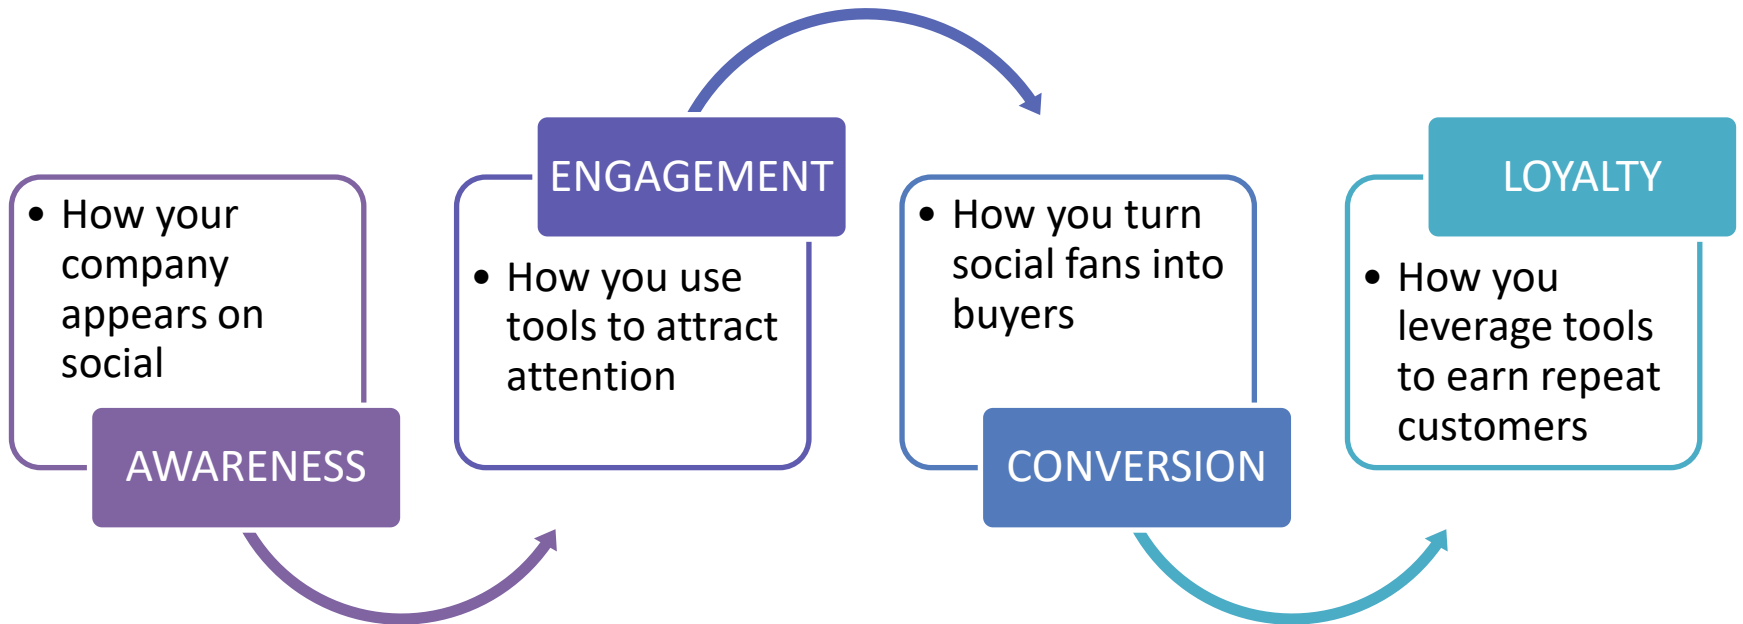 • How your
company
appears on
social
AWARENESS
ENGAGEMENT
• How you use
tools to attract
attention
• How you turn
social fans into
buyers
CONVERSION
LOYALTY
• How you
leverage tools
to earn repeat
customers